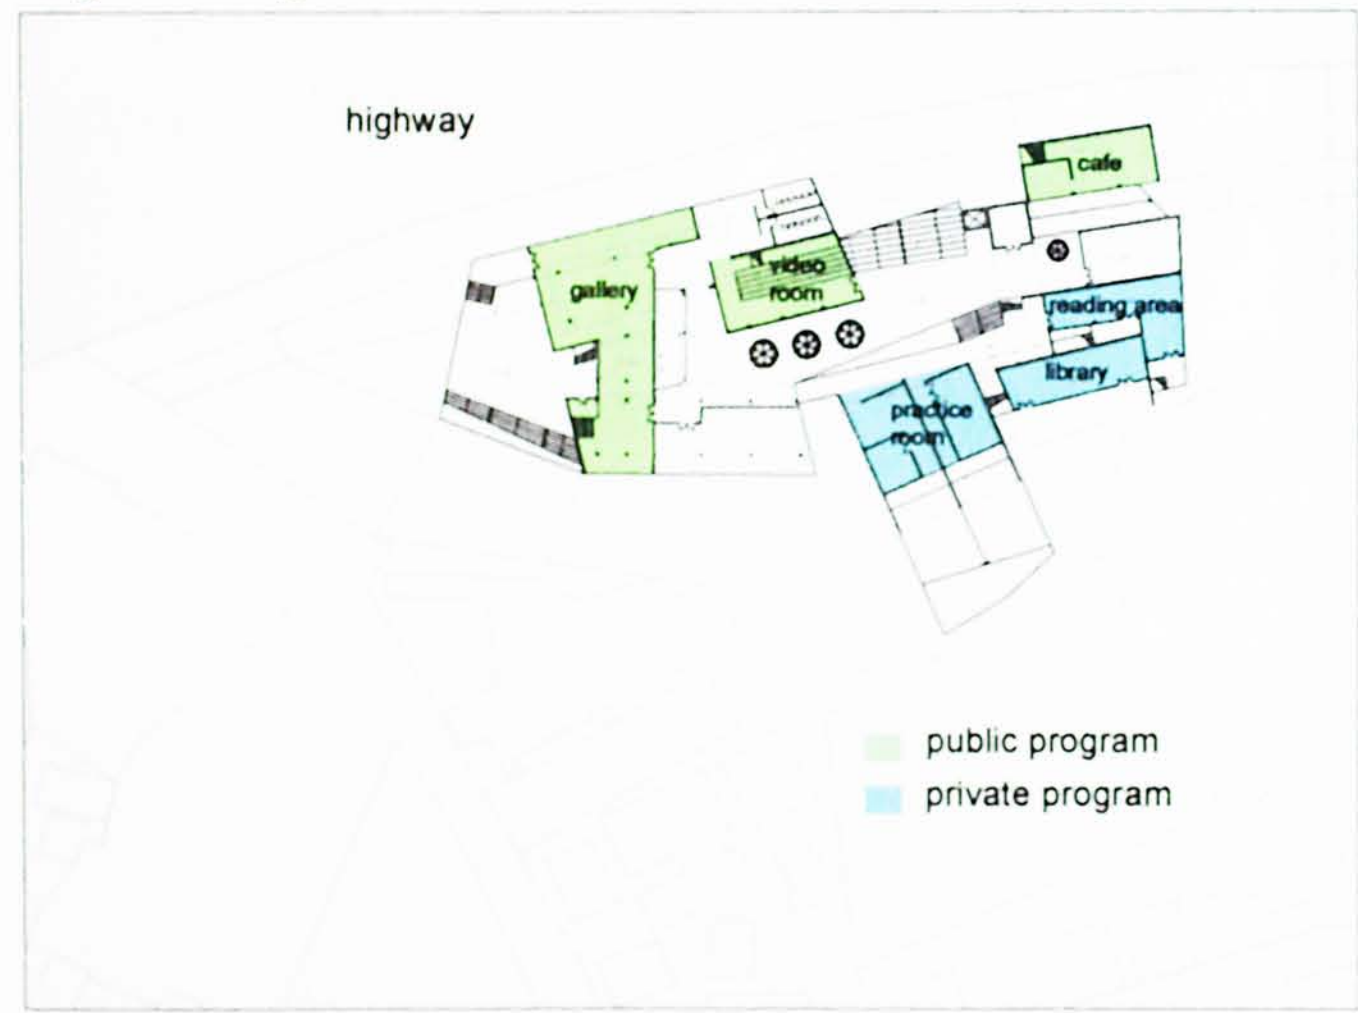 highway
cafe
video
room
gallery
reading area
library
practice
room
public program
private program